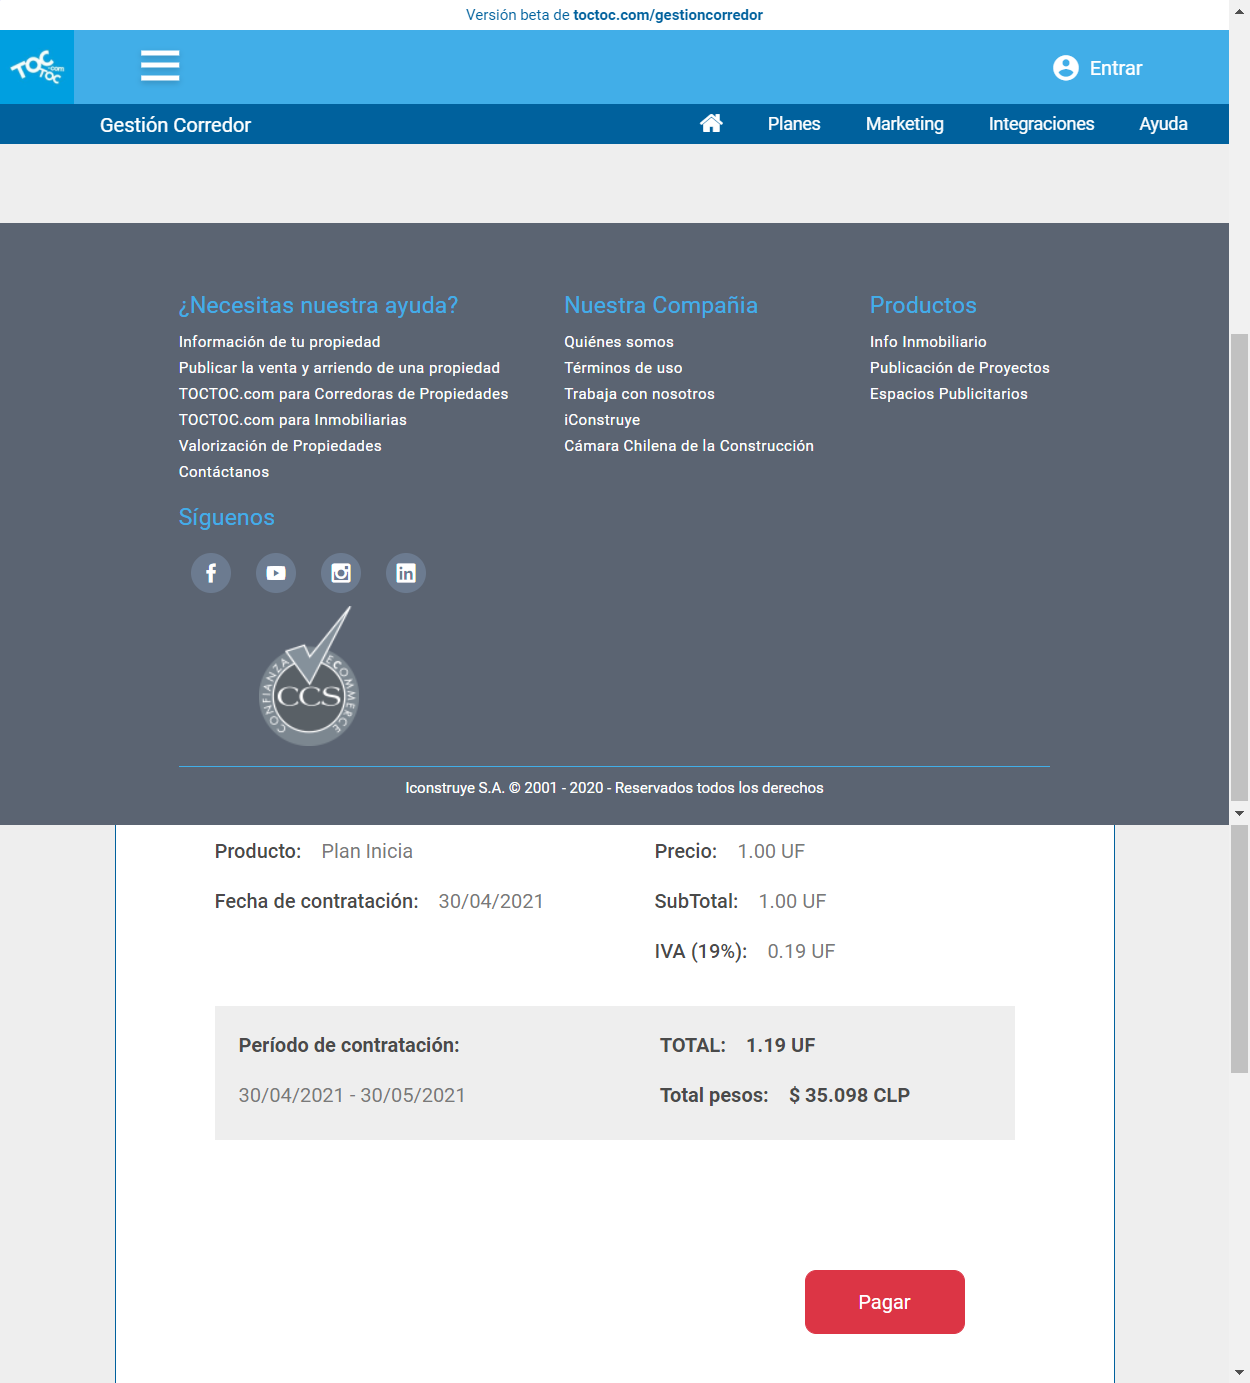 Versión beta de toctoc.com/gestioncorredor
TOC TOC .com
Entrar
Gestión Corredor
Planes
Marketing
Integraciones
Ayuda
¿Necesitas nuestra ayuda?
Información de tu propiedad
Publicar la venta y arriendo de una propiedad
TOCTOC.com para Corredoras de Propiedades
TOCTOC.com para Inmobiliarias
Valorización de Propiedades
Contáctanos
Nuestra Compañia
Quiénes somos
Términos de uso
Trabaja con nosotros
iConstruye
Cámara Chilena de la Construcción
Productos
Info Inmobiliario
Publicación de Proyectos
Espacios Publicitarios
Síguenos
CONFIANZA ECOMMERCE
CCS
Iconstruye S.A. © 2001 - 2020 - Reservados todos los derechos
Producto: Plan Inicia
Precio: 1.00 UF
Fecha de contratación: 30/04/2021
SubTotal: 1.00 UF
IVA (19%): 0.19 UF
Período de contratación:
TOTAL: 1.19 UF
30/04/2021 - 30/05/2021
Total pesos: $ 35.098 CLP
Pagar